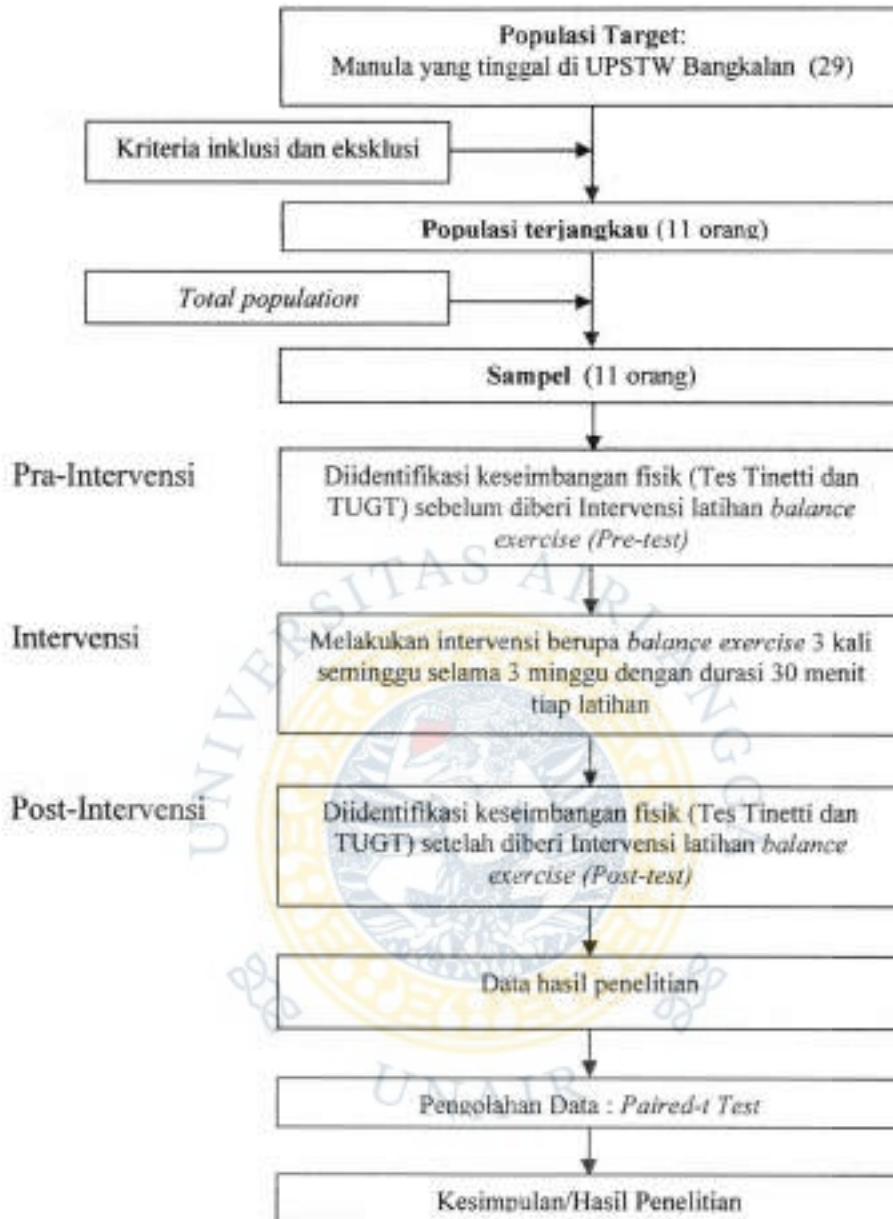 Populasi Target:
Manula yang tinggal di UPSTW Bangkalan (29)
Kriteria inklusi dan eksklusi
Populasi terjangkau (11 orang)
Total population
Sampel (11 orang)
Pra-Intervensi
Diidentifikasi keseimbangan fisik (Tes Tinetti dan
TUGT) sebelum diberi Intervensi latihan balance
exercise (Pre-test)
Intervensi
Melakukan intervensi berupa balance exercise 3 kali
seminggu selama 3 minggu dengan durasi 30 menit
tiap latihan
Post-Intervensi
Diidentifikasi keseimbangan fisik (Tes Tinetti dan
TUGT) setelah diberi Intervensi latihan balance
exercise (Post-test)
Data hasil penelitian
Pengolahan Data : Paired-t Test
Kesimpulan/Hasil Penelitian
UNIVERSITAS AIRLANGGA
UNAIR